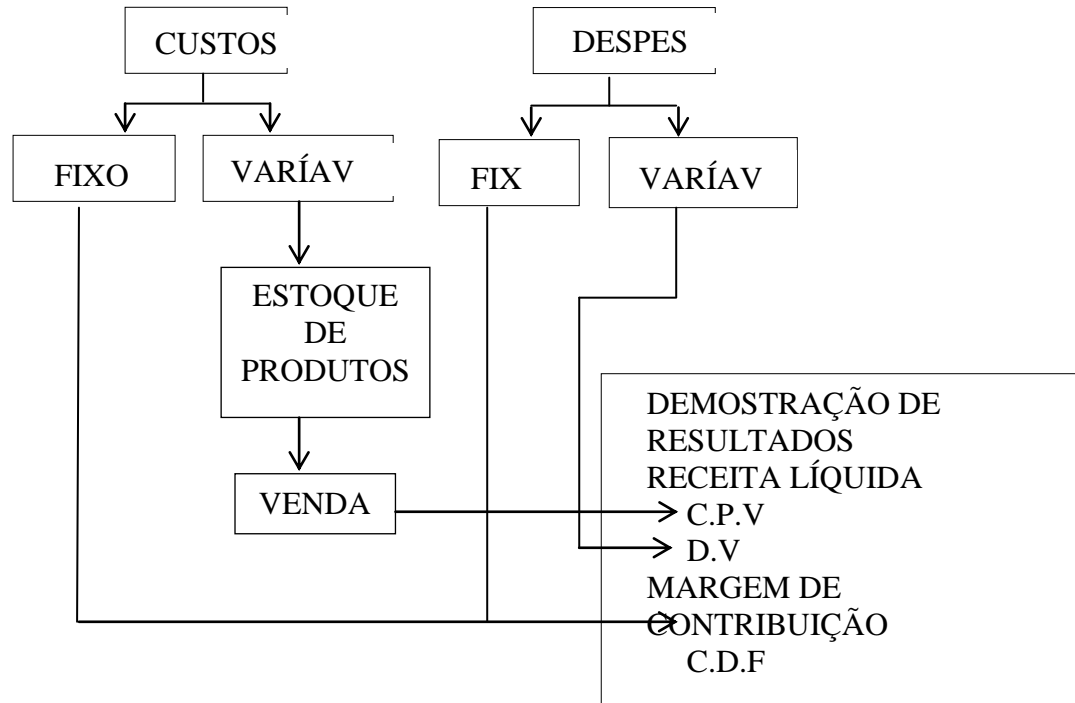 CUSTOS
DESPES
FIXO
VARÍAV
FIX
VARÍAV
ESTOQUE
DE
PRODUTOS
VENDA
DEMOSTRAÇÃO DE
RESULTADOS
RECEITA LÍQUIDA
C.P.V
D.V
MARGEM DE
CONTRIBUIÇÃO
C.D.F